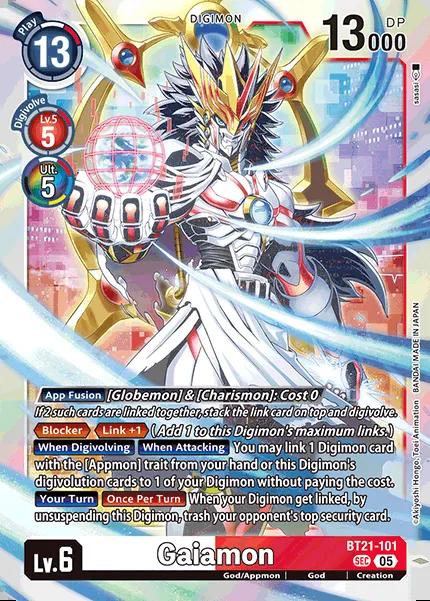 DIGIMON
Play
13
13000
DP
sasasi
Digivolve
Lv.5
5
Ult.
5
App Fusion [Globemon] & [Charismon]: Cost 0
If 2 such cards are linked together, stack the link card on top and digivolve.
Blocker Link +1 (Add 1 to this Digimon's maximum links.)
When Digivolving When Attacking You may link 1 Digimon card
with the [Appmon] trait from your hand or this Digimon's
digivolution cards to 1 of your Digimon without paying the cost.
Your Turn Once Per Turn When your Digimon get linked, by
unsuspending this Digimon, trash your opponent's top security card.
©Akiyoshi Hongo, Toei Animation BANDAI MADE IN JAPAN
Lv.6
Gaiamon
BT21-101
SEC 05
God/Appmon God Creation